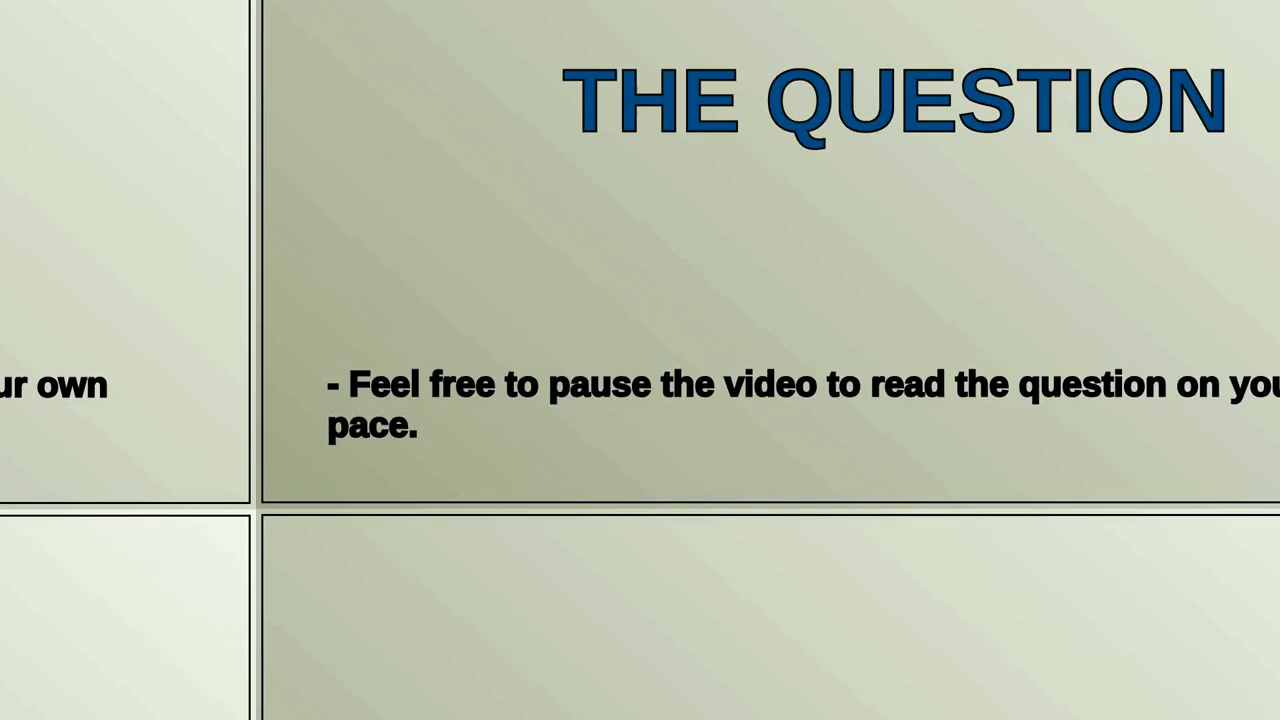 THE QUESTION
ur own
- Feel free to pause the video to read the question on you
pace.